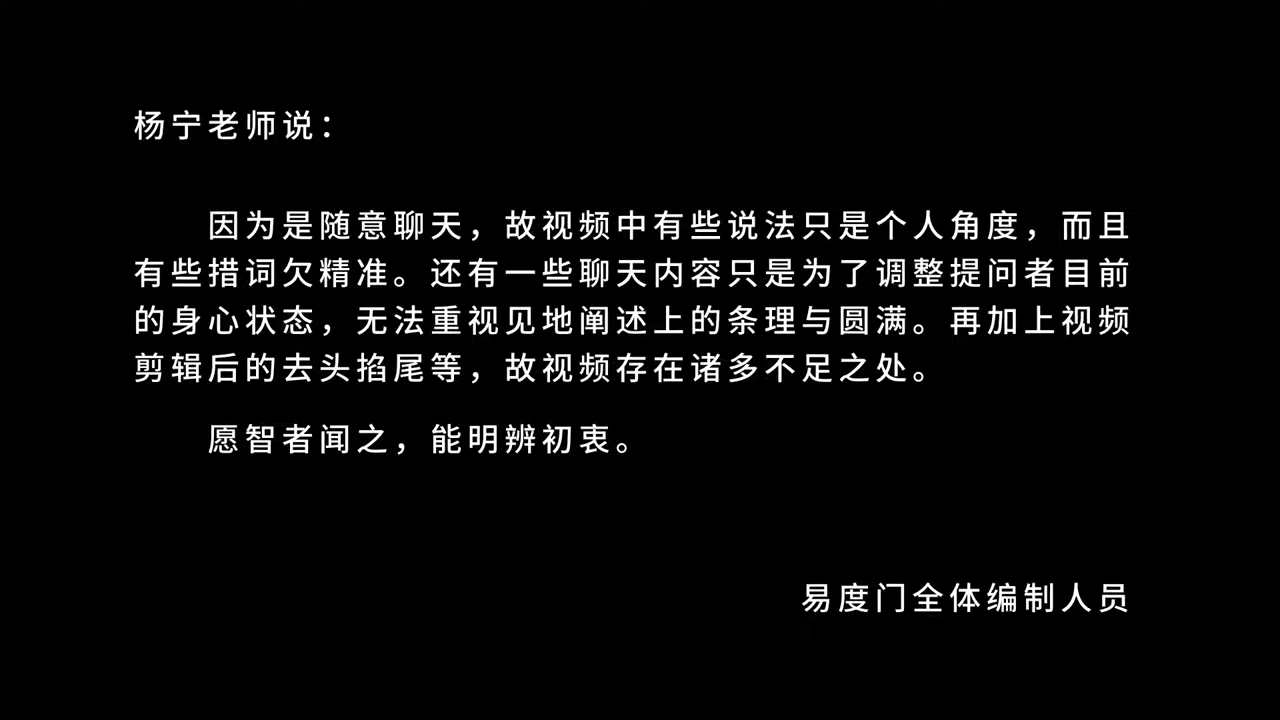 杨宁老师说：
因为是随意聊天，故视频中有些说法只是个人角度，而且
有些措词欠精准。还有一些聊天内容只是为了调整提问者目前
的身心状态，无法重视见地阐述上的条理与圆满。再加上视频
剪辑后的去头掐尾等，故视频存在诸多不足之处。
愿智者闻之，能明辨初衷。
易度门全体编制人员